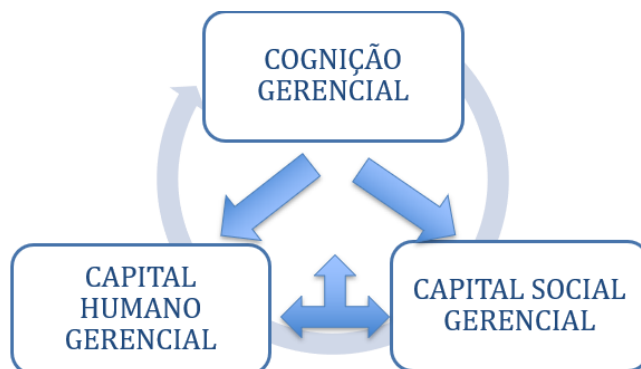 COGNIÇÃO
GERENCIAL
CAPITAL
HUMANO
GERENCIAL
CAPITAL SOCIAL
GERENCIAL